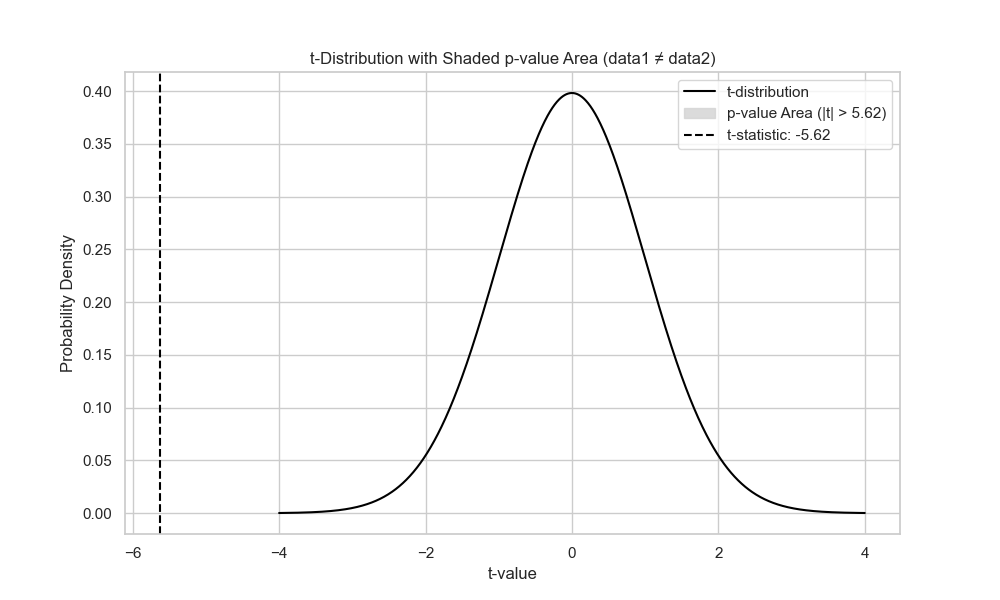 t-Distribution with Shaded p-value Area (data1 ≠ data2)
t-distribution
p-value Area (|t| > 5.62)
t-statistic: -5.62
Probability Density
0.40
0.35
0.30
0.25
0.20
0.15
0.10
0.05
0.00
−6 −4 −2 0 2 4
t-value